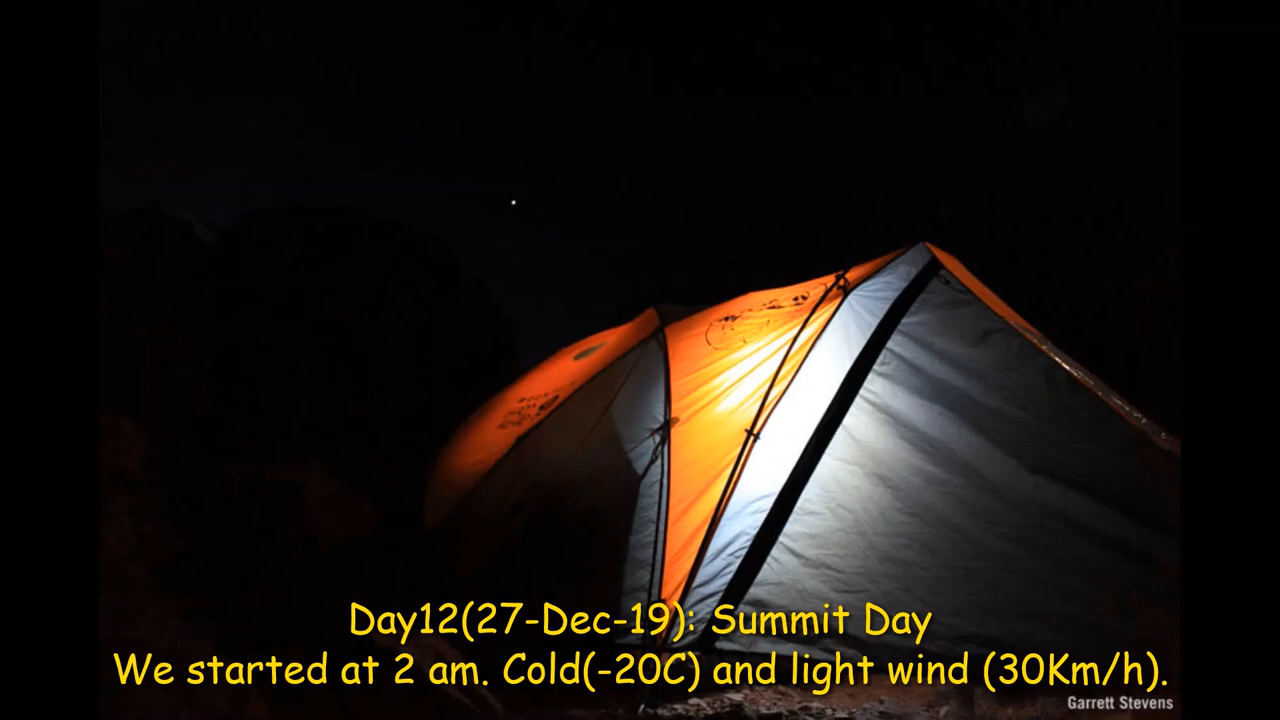 Day12(27-Dec-19): Summit Day
We started at 2 am. Cold(-20C) and light wind (30Km/h).
Garrett Stevens